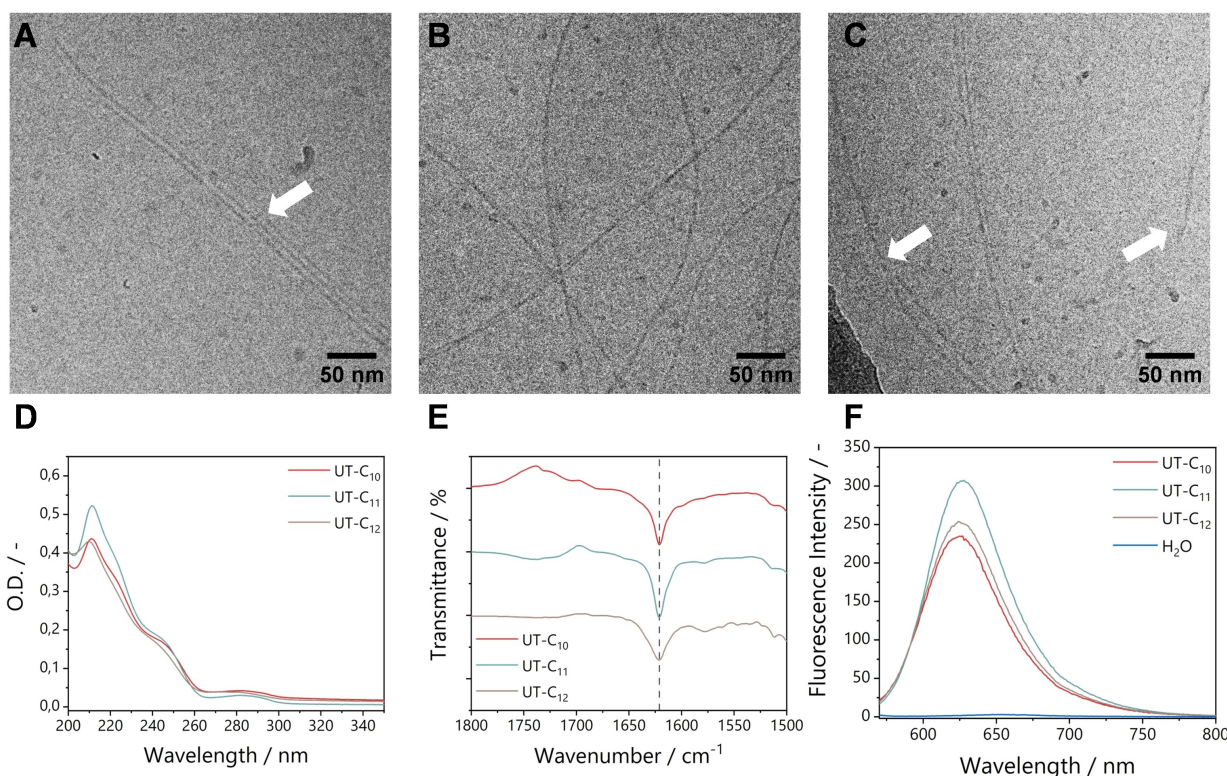 A
B
C
50 nm
50 nm
50 nm
D
E
F
O.D. / -
0,6
0,5
0,4
0,3
0,2
0,1
0,0
UT-C₁₀
UT-C₁₁
UT-C₁₂
200
220
240
260
280
300
320
340
Wavelength / nm
Transmittance / %
UT-C₁₀
UT-C₁₁
UT-C₁₂
1800
1750
1700
1650
1600
1550
1500
Wavenumber / cm⁻¹
Fluorescence Intensity / -
350
300
250
200
150
100
50
0
UT-C₁₀
UT-C₁₁
UT-C₁₂
H₂O
600
650
700
750
800
Wavelength / nm